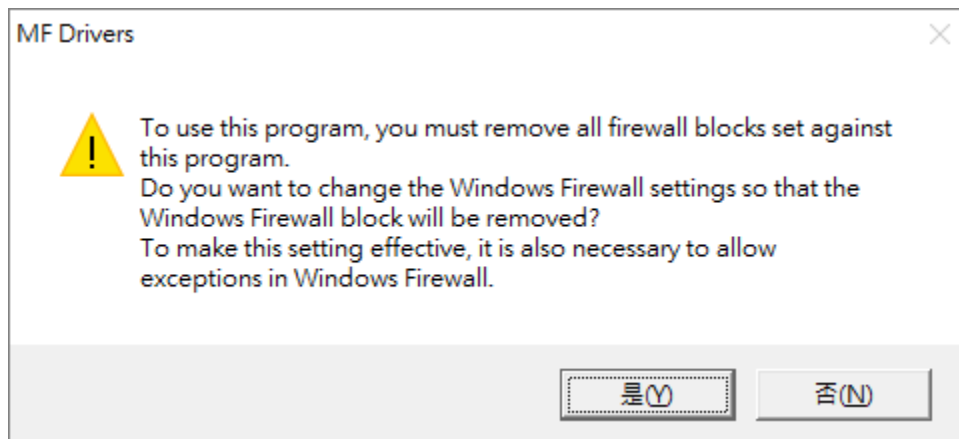 MF Drivers
To use this program, you must remove all firewall blocks set against
this program.
Do you want to change the Windows Firewall settings so that the
Windows Firewall block will be removed?
To make this setting effective, it is also necessary to allow
exceptions in Windows Firewall.
是(Y) 否(N)